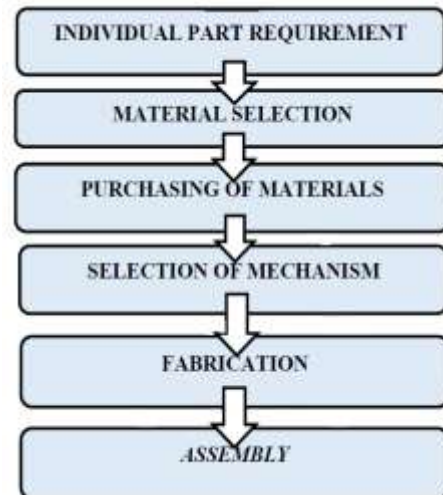 INDIVIDUAL PART REQUIREMENT
MATERIAL SELECTION
PURCHASING OF MATERIALS
SELECTION OF MECHANISM
FABRICATION
ASSEMBLY